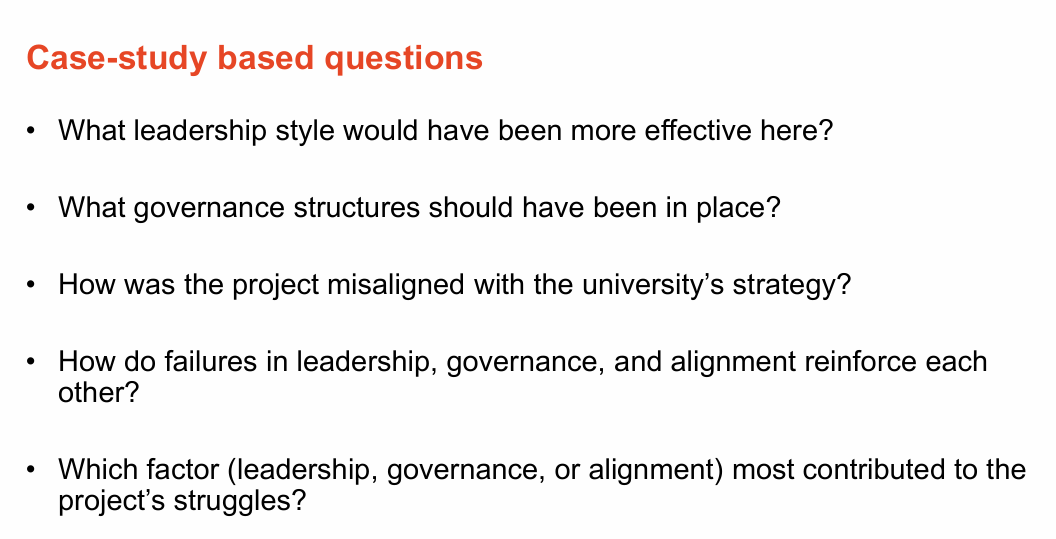 Case-study based questions
• What leadership style would have been more effective here?
• What governance structures should have been in place?
• How was the project misaligned with the university’s strategy?
• How do failures in leadership, governance, and alignment reinforce each
other?
• Which factor (leadership, governance, or alignment) most contributed to the
project’s struggles?